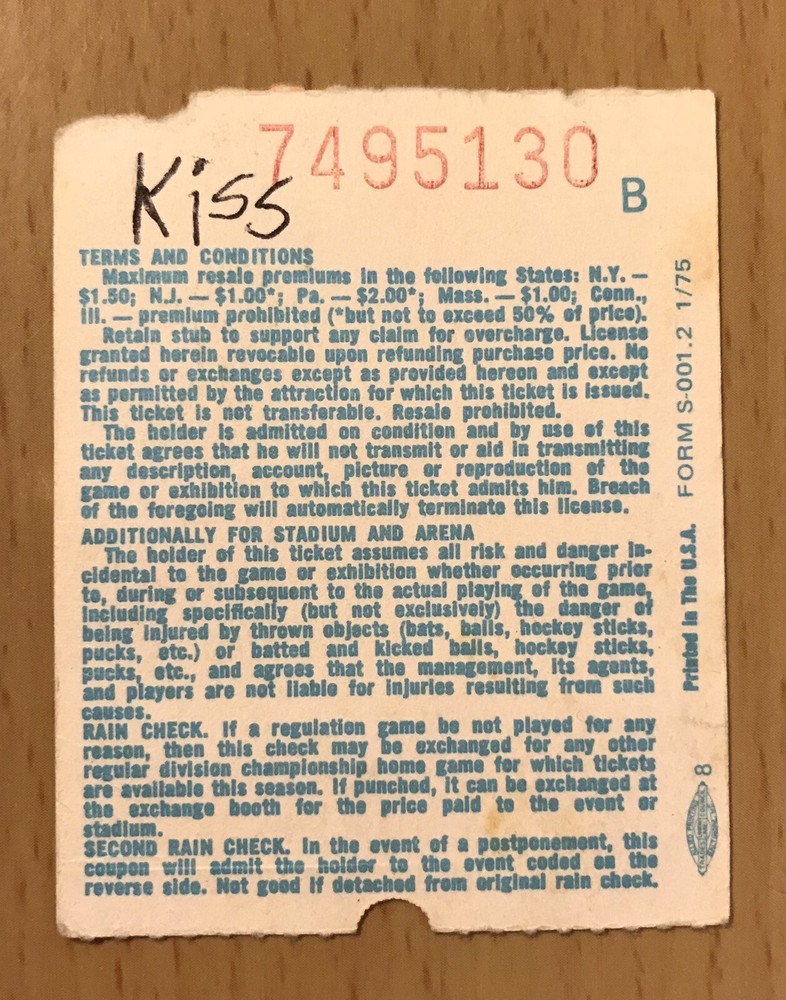 7495130
Kiss
B
TERMS AND CONDITIONS
Maximum resale premiums in the following States: N.Y. —
$1.50; N.J. — $1.00*; Pa. — $2.00*; Mass. — $1.00; Conn.,
Ill. — premium prohibited (*but not to exceed 50% of price).
Retain stub to support any claim for overcharge. License
granted herein revocable upon refunding purchase price. No
refunds or exchanges except as provided hereon and except
as permitted by the attraction for which this ticket is issued.
This ticket is not transferable. Resale prohibited.
The holder is admitted on condition and by use of this
ticket agrees that he will not transmit or aid in transmitting
any description, account, picture or reproduction of the
game or exhibition to which this ticket admits him. Breach
of the foregoing will automatically terminate this license.
ADDITIONALLY FOR STADIUM AND ARENA
The holder of this ticket assumes all risk and danger in-
cidental to the game or exhibition whether occurring prior
to, during or subsequent to the actual playing of the game,
including specifically (but not exclusively) the danger of
being injured by thrown objects (bats, balls, hockey sticks,
pucks, etc.) or batted and kicked balls, hockey sticks,
pucks, etc., and agrees that the management, its agents,
and players are not liable for injuries resulting from such
causes.
RAIN CHECK. If a regulation game be not played for any
reason, then this check may be exchanged for any other
regular division championship home game for which tickets
are available this season. If punched, it can be exchanged at
the exchange booth for the price paid to the event or
stadium.
SECOND RAIN CHECK. In the event of a postponement, this
coupon will admit the holder to the event coded on the
reverse side. Not good if detached from original rain check.
FORM S-001.2 1/75
Printed in The U.S.A.
8